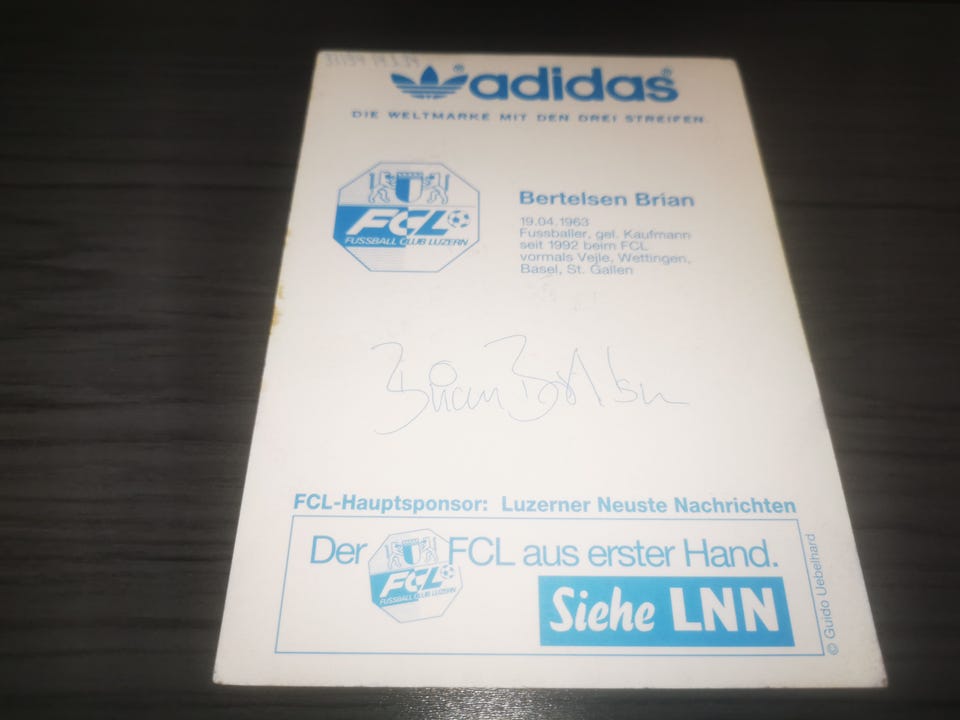 adidas®
DIE WELTMARKE MIT DEN DREI STREIFEN
FCL
FUSSBALL CLUB LUZERN
Bertelsen Brian
19.04.1963
Fussballer, gel. Kaufmann
seit 1992 beim FCL
vormals Vejle, Wettingen,
Basel, St. Gallen
Brian Bertelsen
FCL-Hauptsponsor: Luzerner Neuste Nachrichten
Der FCL aus erster Hand.
FCL
FUSSBALL CLUB LUZERN
Siehe LNN
© Guido Uebelhard